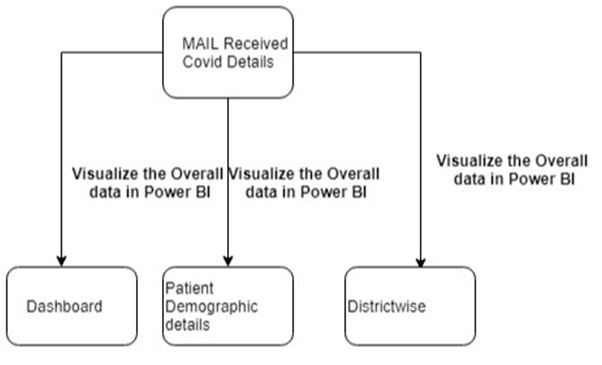 MAIL Received
Covid Details
Visualize the Overall
data in Power BI
Visualize the Overall
data in Power BI
Visualize the Overall
data in Power BI
Dashboard
Patient
Demographic
details
Districtwise